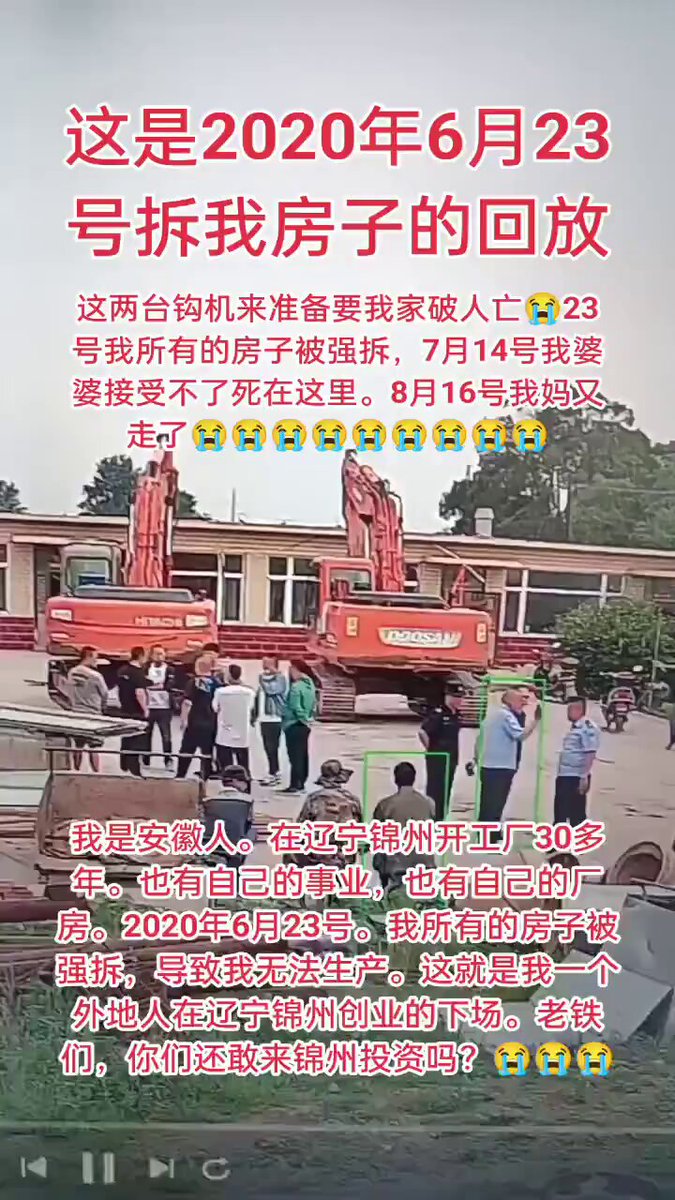 这是2020年6月23
号拆我房子的回放
这两台钩机来准备要我家破人亡😭23
号我所有的房子被强拆，7月14号我婆
婆接受不了死在这里。8月16号我妈又
走了😭😭😭😭😭😭😭😭😭
HITACHI
DOOSAN
我是安徽人。在辽宁锦州开工厂30多
年。也有自己的事业，也有自己的厂
房。2020年6月23号。我所有的房子被
强拆，导致我无法生产。这就是我一个
外地人在辽宁锦州创业的下场。老铁
们，你们还敢来锦州投资吗？😭😭😭